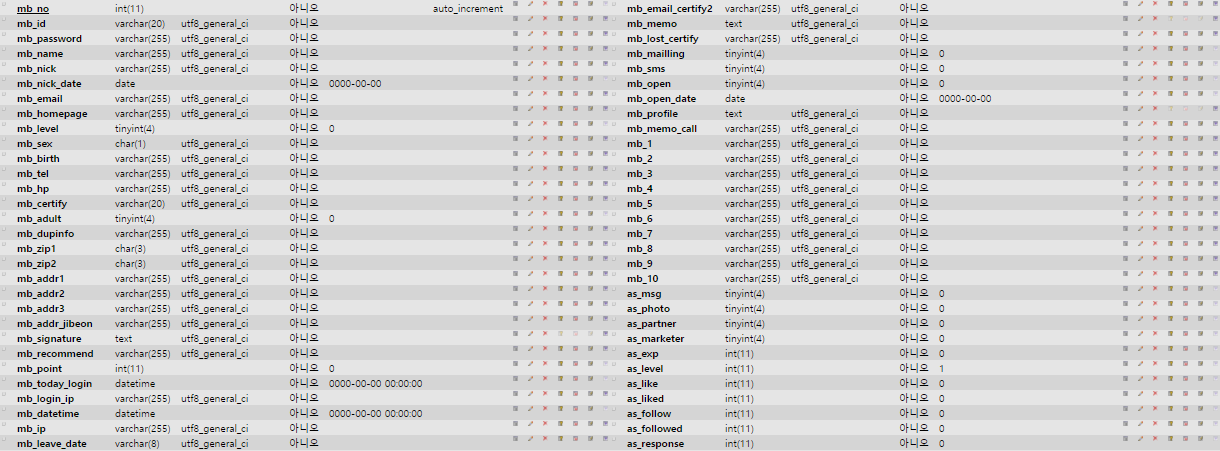 mb_no int(11) 아니오 auto_increment
mb_id varchar(20) utf8_general_ci 아니오
mb_password varchar(255) utf8_general_ci 아니오
mb_name varchar(255) utf8_general_ci 아니오
mb_nick varchar(255) utf8_general_ci 아니오
mb_nick_date date 아니오 0000-00-00
mb_email varchar(255) utf8_general_ci 아니오
mb_homepage varchar(255) utf8_general_ci 아니오
mb_level tinyint(4) 아니오 0
mb_sex char(1) utf8_general_ci 아니오
mb_birth varchar(255) utf8_general_ci 아니오
mb_tel varchar(255) utf8_general_ci 아니오
mb_hp varchar(255) utf8_general_ci 아니오
mb_certify varchar(20) utf8_general_ci 아니오
mb_adult tinyint(4) 아니오 0
mb_dupinfo varchar(255) utf8_general_ci 아니오
mb_zip1 char(3) utf8_general_ci 아니오
mb_zip2 char(3) utf8_general_ci 아니오
mb_addr1 varchar(255) utf8_general_ci 아니오
mb_addr2 varchar(255) utf8_general_ci 아니오
mb_addr3 varchar(255) utf8_general_ci 아니오
mb_addr_jibeon varchar(255) utf8_general_ci 아니오
mb_signature text utf8_general_ci 아니오
mb_recommend varchar(255) utf8_general_ci 아니오
mb_point int(11) 아니오 0
mb_today_login datetime 아니오 0000-00-00 00:00:00
mb_login_ip varchar(255) utf8_general_ci 아니오
mb_datetime datetime 아니오 0000-00-00 00:00:00
mb_ip varchar(255) utf8_general_ci 아니오
mb_leave_date varchar(8) utf8_general_ci 아니오
mb_email_certify2 varchar(255) utf8_general_ci 아니오
mb_memo text utf8_general_ci 아니오
mb_lost_certify varchar(255) utf8_general_ci 아니오
mb_mailling tinyint(4) 아니오 0
mb_sms tinyint(4) 아니오 0
mb_open tinyint(4) 아니오 0
mb_open_date date 아니오 0000-00-00
mb_profile text utf8_general_ci 아니오
mb_memo_call varchar(255) utf8_general_ci 아니오
mb_1 varchar(255) utf8_general_ci 아니오
mb_2 varchar(255) utf8_general_ci 아니오
mb_3 varchar(255) utf8_general_ci 아니오
mb_4 varchar(255) utf8_general_ci 아니오
mb_5 varchar(255) utf8_general_ci 아니오
mb_6 varchar(255) utf8_general_ci 아니오
mb_7 varchar(255) utf8_general_ci 아니오
mb_8 varchar(255) utf8_general_ci 아니오
mb_9 varchar(255) utf8_general_ci 아니오
mb_10 varchar(255) utf8_general_ci 아니오
as_msg tinyint(4) 아니오 0
as_photo tinyint(4) 아니오 0
as_partner tinyint(4) 아니오 0
as_marketer tinyint(4) 아니오 0
as_exp int(11) 아니오 0
as_level int(11) 아니오 1
as_like int(11) 아니오 0
as_liked int(11) 아니오 0
as_follow int(11) 아니오 0
as_followed int(11) 아니오 0
as_response int(11) 아니오 0